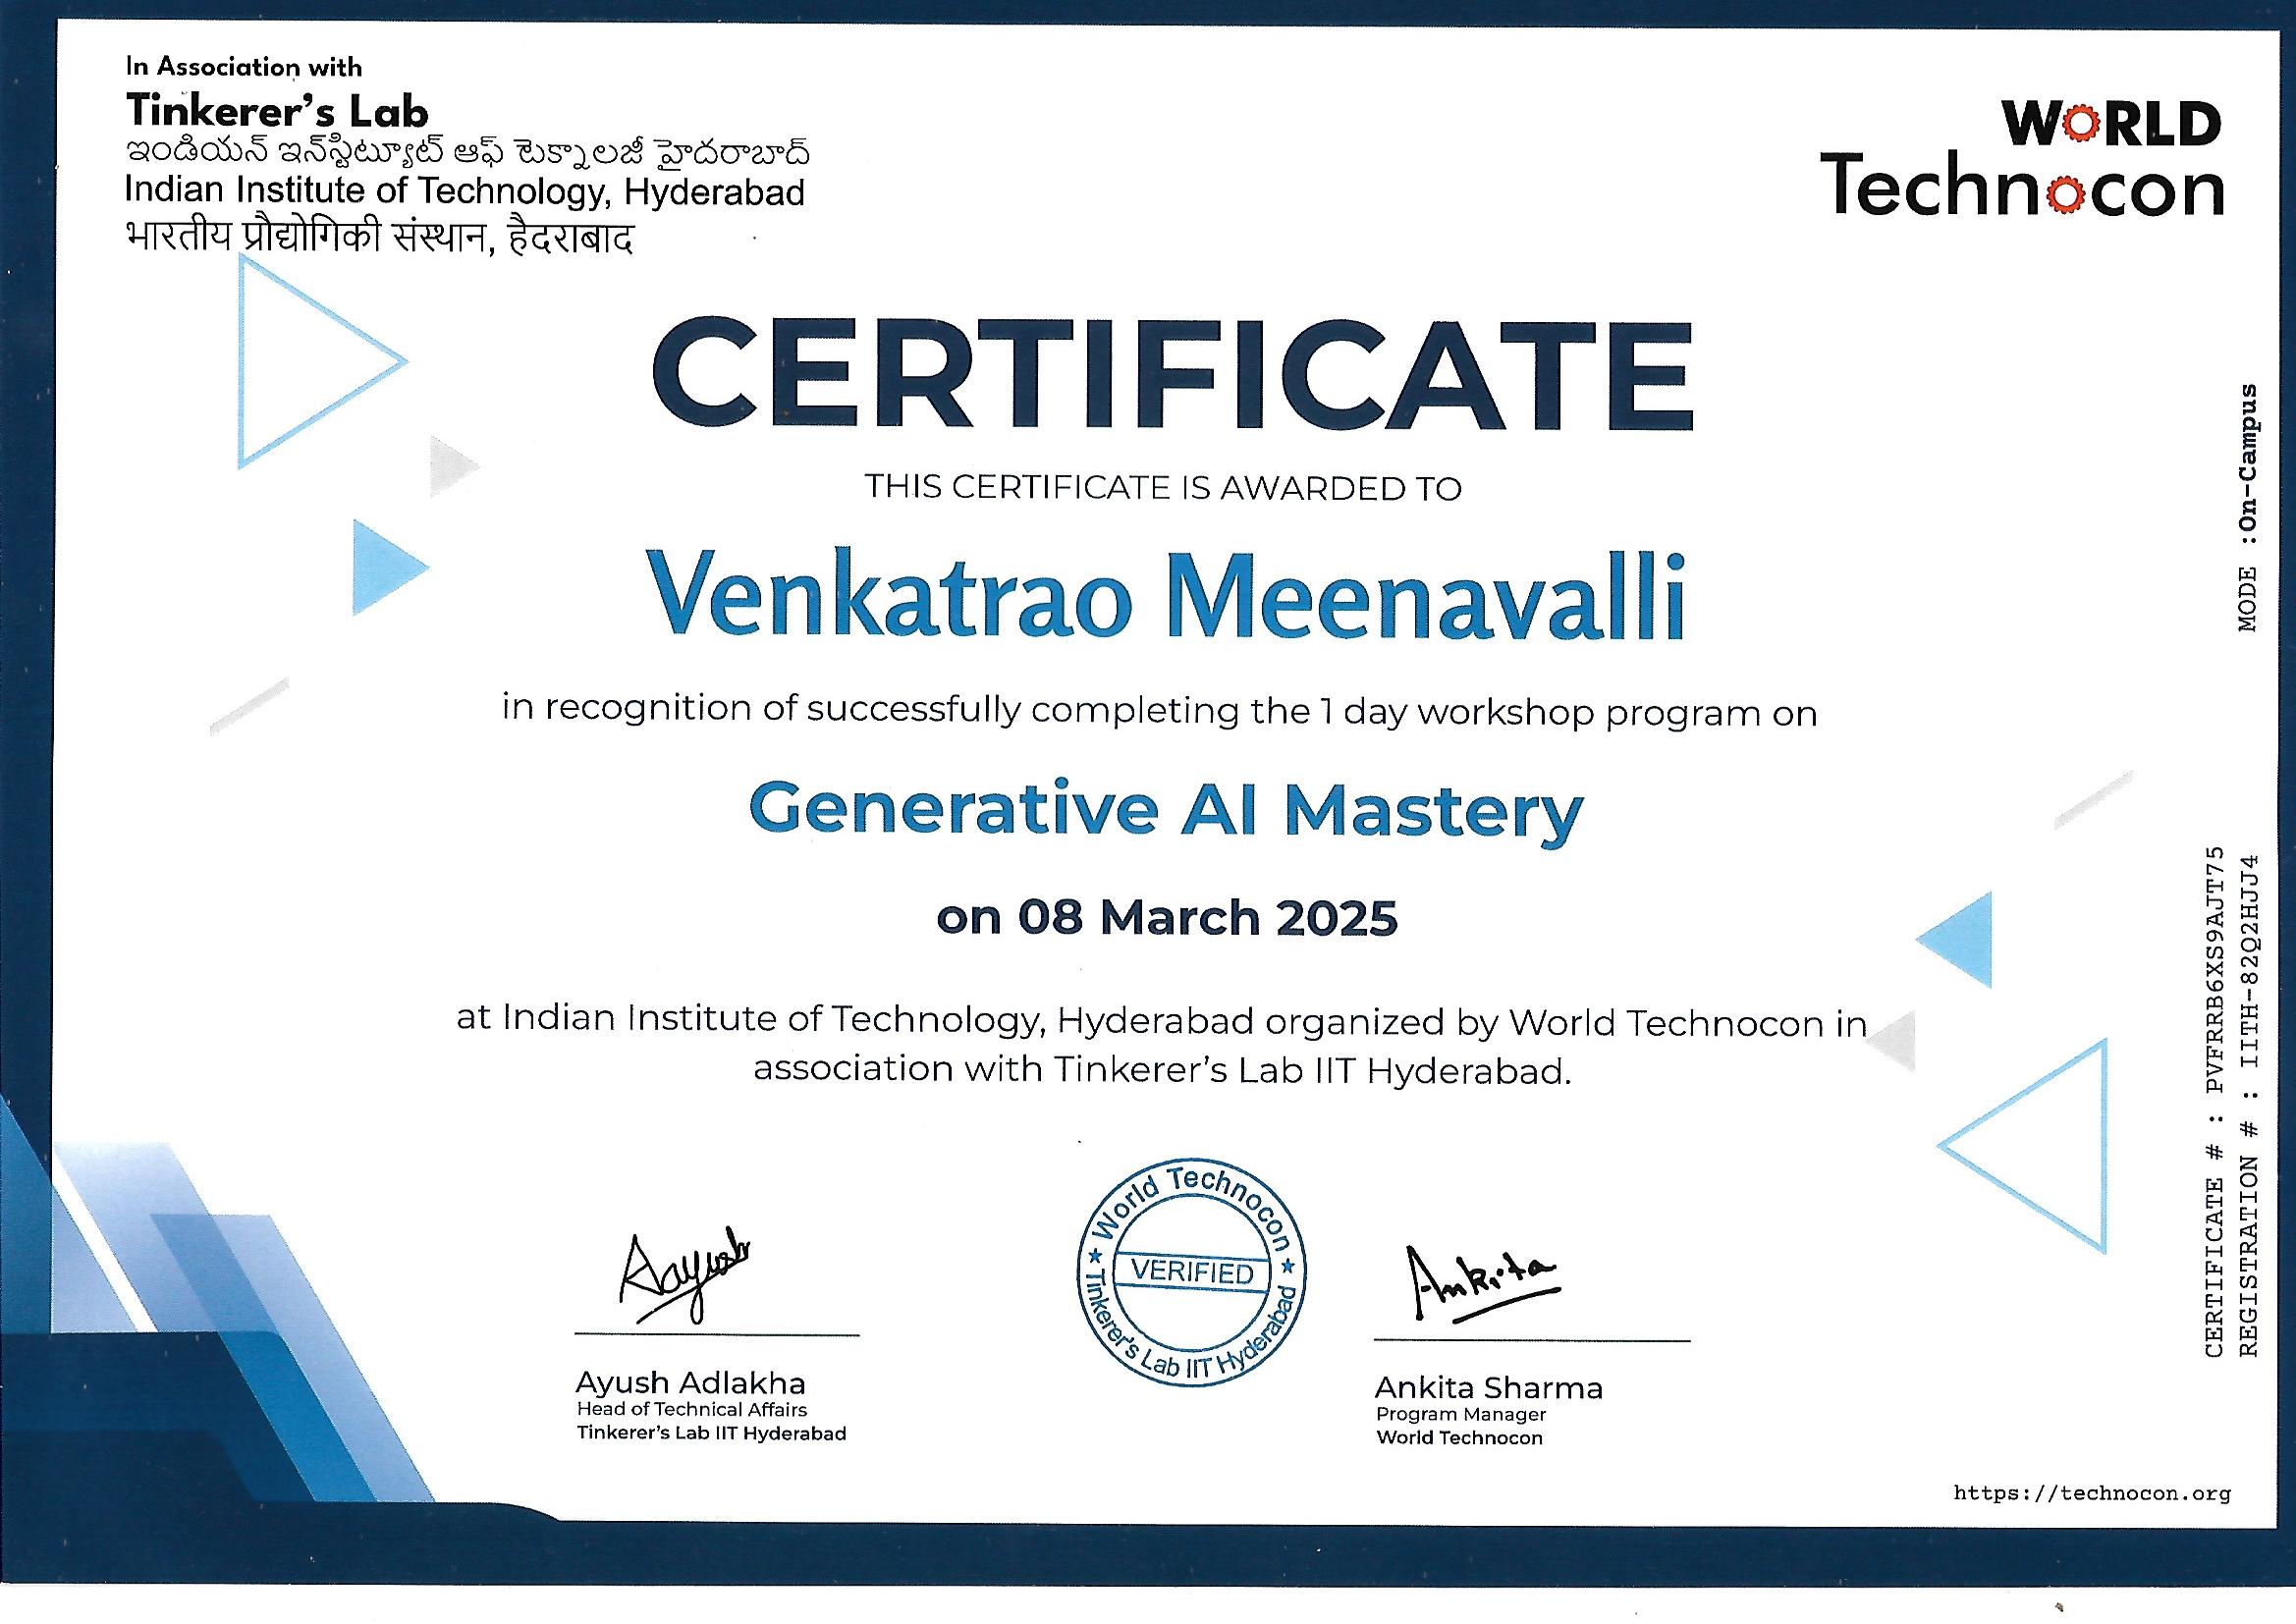 In Association with
Tinkerer's Lab
ఇండియన్ ఇన్‌స్టిట్యూట్ ఆఫ్ టెక్నాలజీ హైదరాబాద్
Indian Institute of Technology, Hyderabad
भारतीय प्रौद्योगिकी संस्थान, हैदराबाद
WORLD
Technocon
CERTIFICATE
THIS CERTIFICATE IS AWARDED TO
Venkatrao Meenavalli
in recognition of successfully completing the 1 day workshop program on
Generative AI Mastery
on 08 March 2025
at Indian Institute of Technology, Hyderabad organized by World Technocon in
association with Tinkerer's Lab IIT Hyderabad.
Aayush
Ayush Adlakha
Head of Technical Affairs
Tinkerer's Lab IIT Hyderabad
World Technocon
VERIFIED
Tinkerer's Lab IIT Hyderabad
Ankita
Ankita Sharma
Program Manager
World Technocon
MODE :On-Campus
CERTIFICATE # : PVFRRB6XS9AJT75
REGISTRATION # : IITH-82Q2HJJ4
https://technocon.org